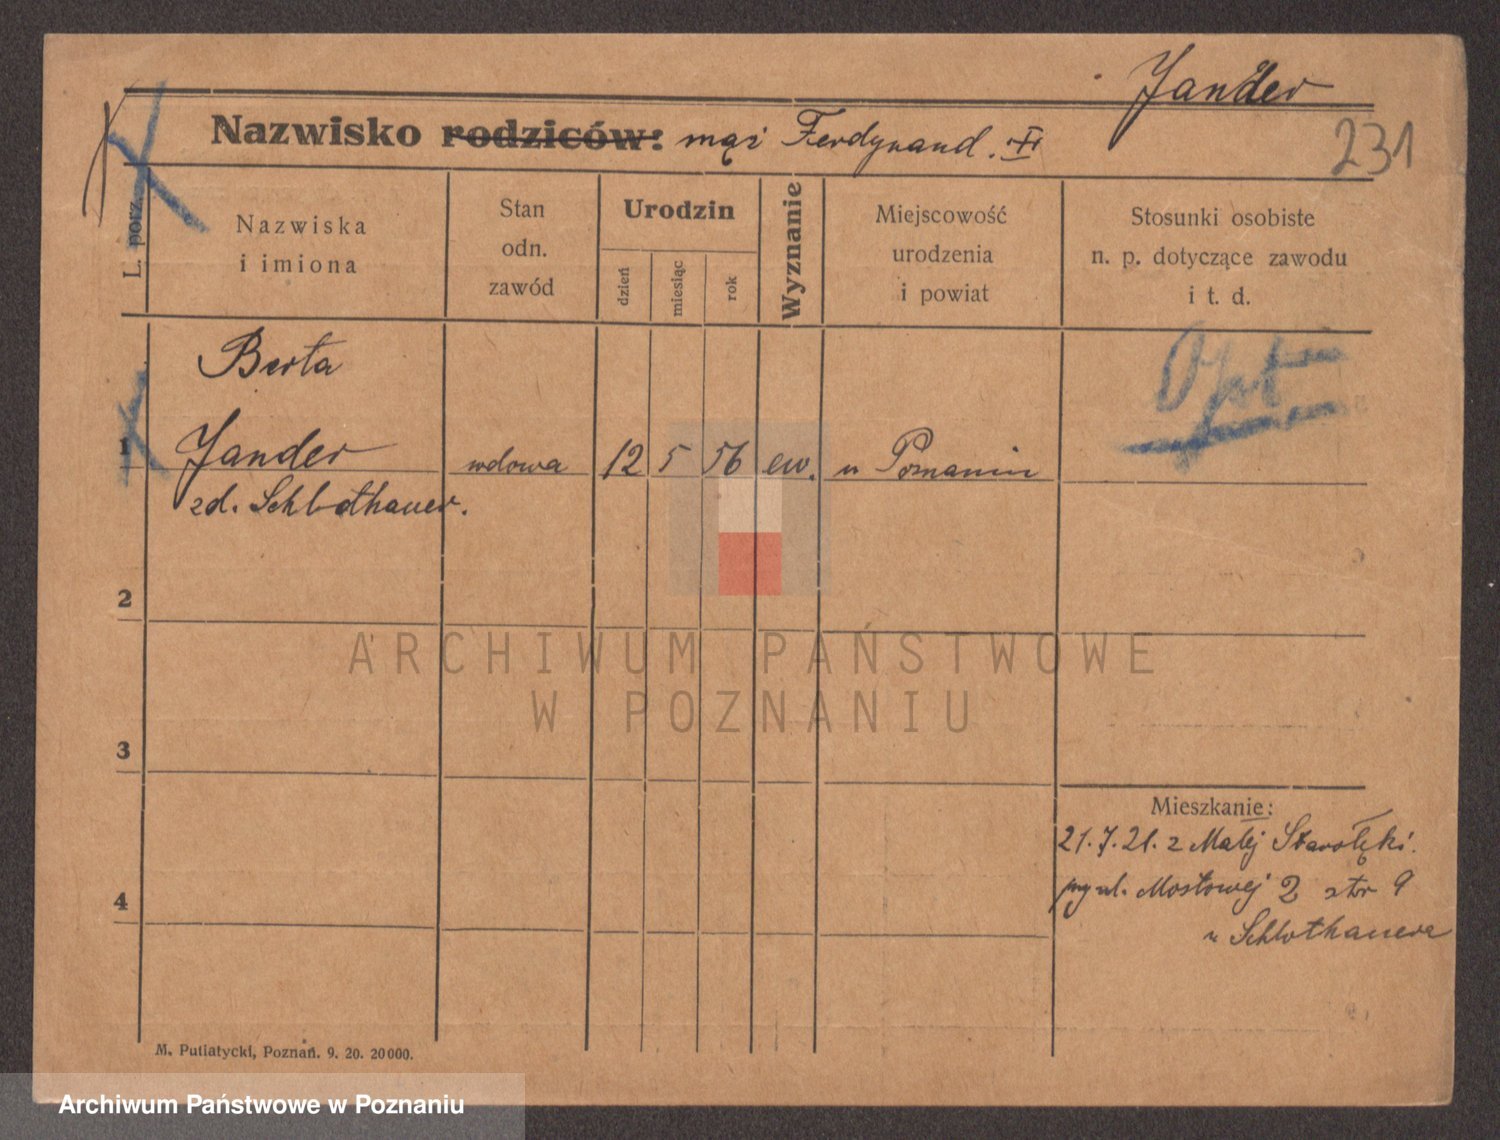 Jander
Nazwisko rodziców: mąż Ferdynand. †
231
L. porz.
Nazwiska
i imiona
Stan
odn.
zawód
Urodzin
dzień
miesiąc
rok
Wyznanie
Miejscowość
urodzenia
i powiat
Stosunki osobiste
n. p. dotyczące zawodu
i t. d.
Berta
1 Jander wdowa 12 5 56 ew. w Poznaniu
zd. Schlothauer.
2
ARCHIWUM PAŃSTWOWE
W POZNANIU
3
Mieszkanie:
21.7.21. z Małej Starołęki.
przy ul. Mostowej 2 9
4
u Schlothauera
M. Putiatycki, Poznań. 9. 20. 20000.
Archiwum Państwowe w Poznaniu